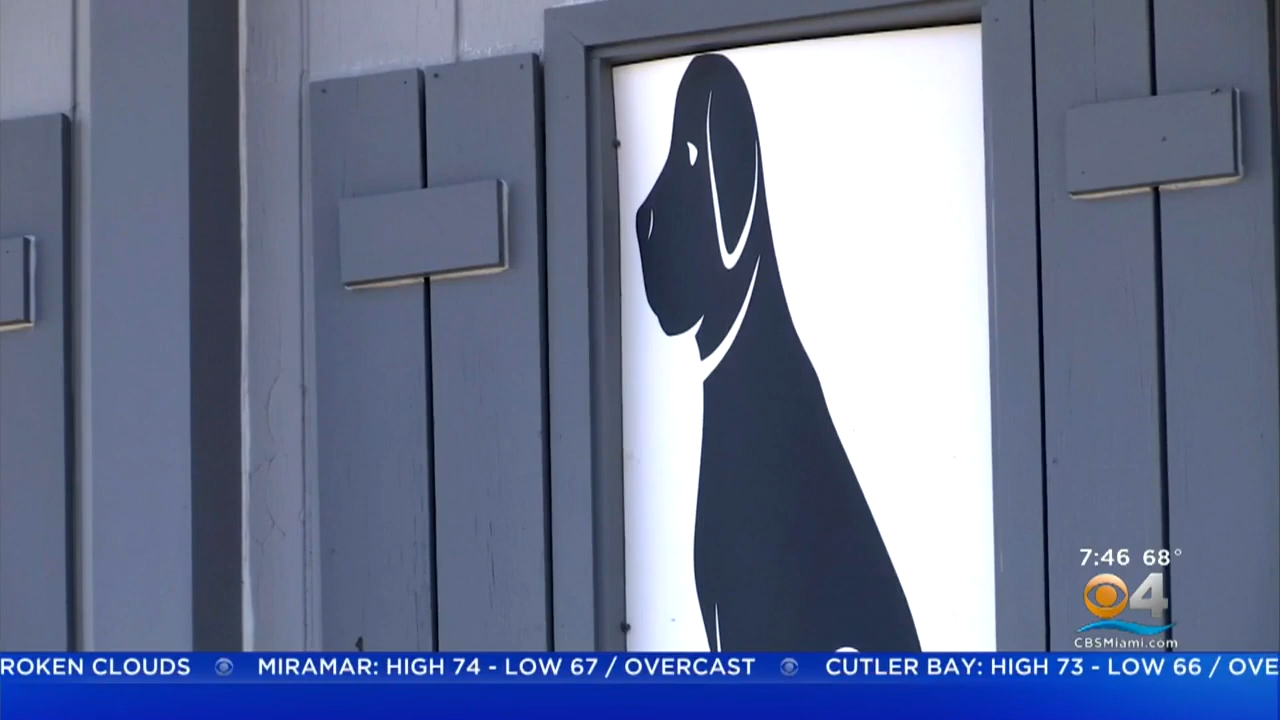 7:46 68°
4
CBSMiami.com
ROKEN CLOUDS MIRAMAR: HIGH 74 - LOW 67 / OVERCAST CUTLER BAY: HIGH 73 - LOW 66 / OVE